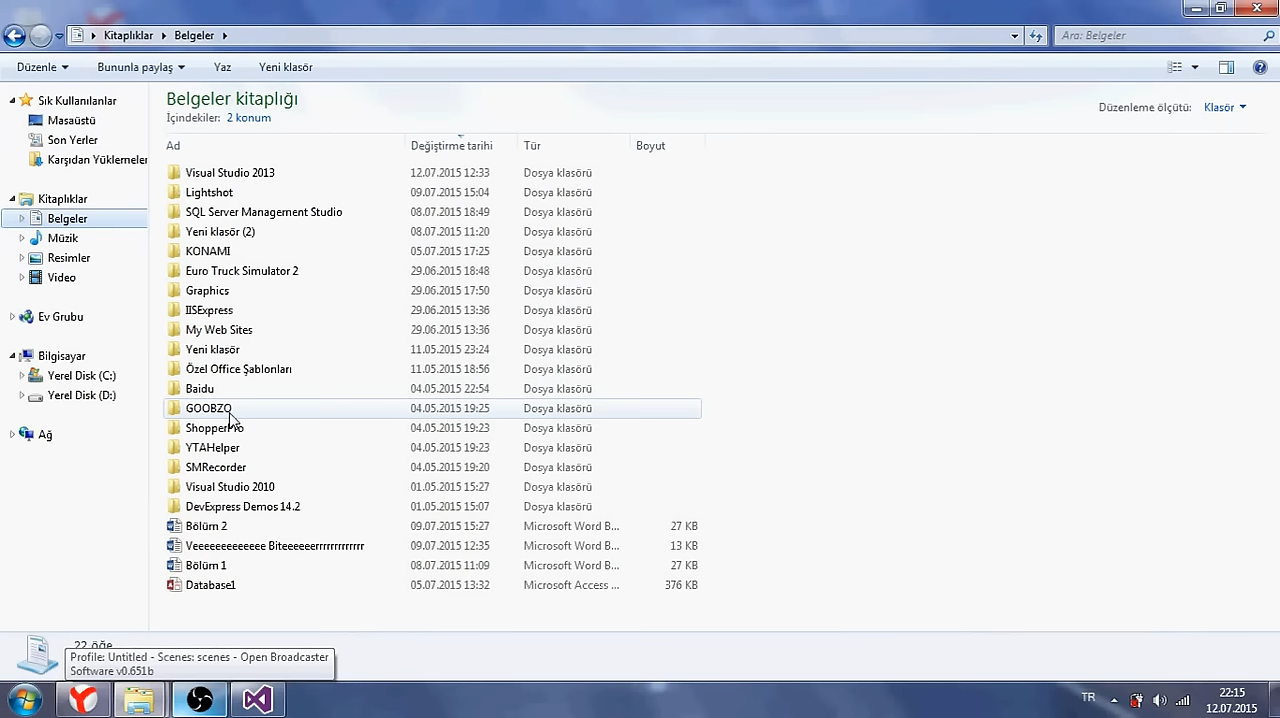 Kitaplıklar Belgeler
Ara: Belgeler
Düzenle Bununla paylaş Yaz Yeni klasör
Belgeler kitaplığı
İçindekiler: 2 konum
Düzenleme ölçütü: Klasör
Sık Kullanılanlar
Masaüstü
Son Yerler
Karşıdan Yüklemeler
Kitaplıklar
Belgeler
Müzik
Resimler
Video
Ev Grubu
Bilgisayar
Yerel Disk (C:)
Yerel Disk (D:)
Ağ
Ad Değiştirme tarihi Tür Boyut
Visual Studio 2013 12.07.2015 12:33 Dosya klasörü
Lightshot 09.07.2015 15:04 Dosya klasörü
SQL Server Management Studio 08.07.2015 18:49 Dosya klasörü
Yeni klasör (2) 08.07.2015 11:20 Dosya klasörü
KONAMI 05.07.2015 17:25 Dosya klasörü
Euro Truck Simulator 2 29.06.2015 18:48 Dosya klasörü
Graphics 29.06.2015 17:50 Dosya klasörü
IISExpress 29.06.2015 13:36 Dosya klasörü
My Web Sites 29.06.2015 13:36 Dosya klasörü
Yeni klasör 11.05.2015 23:24 Dosya klasörü
Özel Office Şablonları 11.05.2015 18:56 Dosya klasörü
Baidu 04.05.2015 22:54 Dosya klasörü
GOOBZO 04.05.2015 19:25 Dosya klasörü
ShopperPro 04.05.2015 19:23 Dosya klasörü
YTAHelper 04.05.2015 19:23 Dosya klasörü
SMRecorder 04.05.2015 19:20 Dosya klasörü
Visual Studio 2010 01.05.2015 15:27 Dosya klasörü
DevExpress Demos 14.2 01.05.2015 15:07 Dosya klasörü
Bölüm 2 09.07.2015 15:27 Microsoft Word B... 27 KB
Veeeeeeeeeeeee Biteeeeeerrrrrrrrrrrrr 09.07.2015 12:35 Microsoft Word B... 13 KB
Bölüm 1 08.07.2015 11:09 Microsoft Word B... 27 KB
Database1 05.07.2015 13:32 Microsoft Access ... 376 KB
22 öğe
Profile: Untitled - Scenes: scenes - Open Broadcaster
Software v0.651b
TR
22:15
12.07.2015